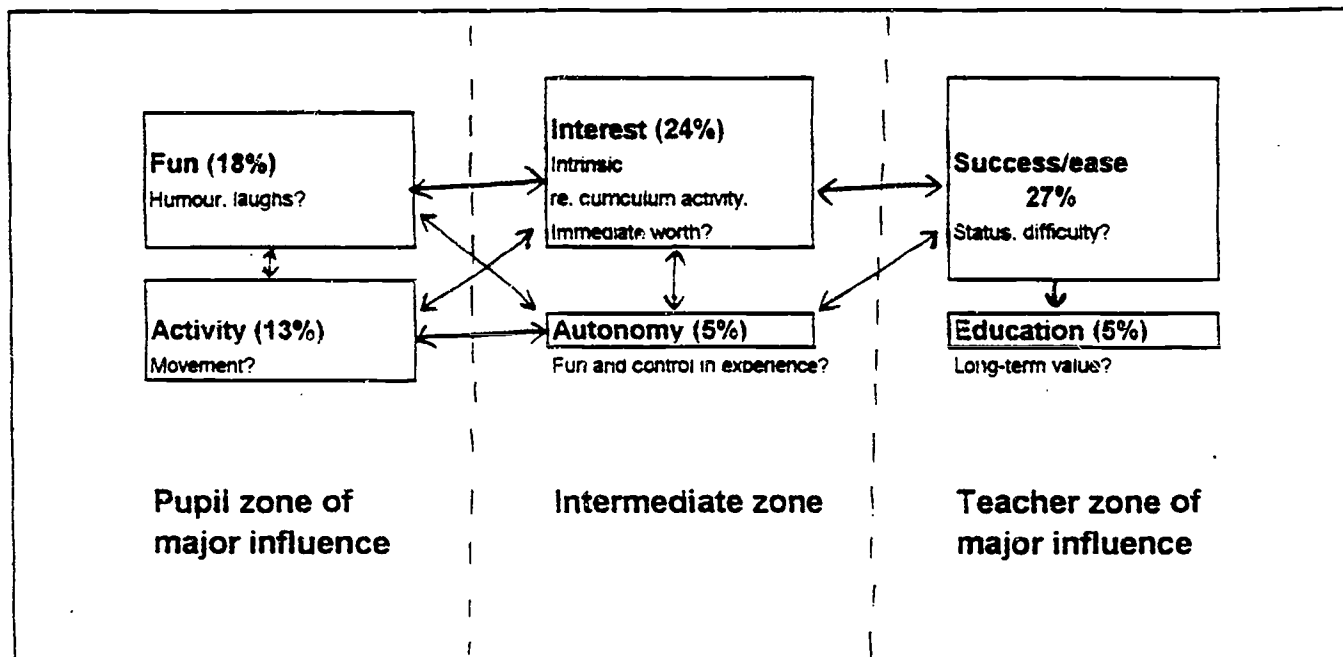 Fun (18%)
Humour, laughs?
Activity (13%)
Movement?
Interest (24%)
Intrinsic
re. curriculum activity.
Immediate worth?
Autonomy (5%)
Fun and control in experience?
Success/ease
27%
Status, difficulty?
Education (5%)
Long-term value?
Pupil zone of
major influence
Intermediate zone
Teacher zone of
major influence